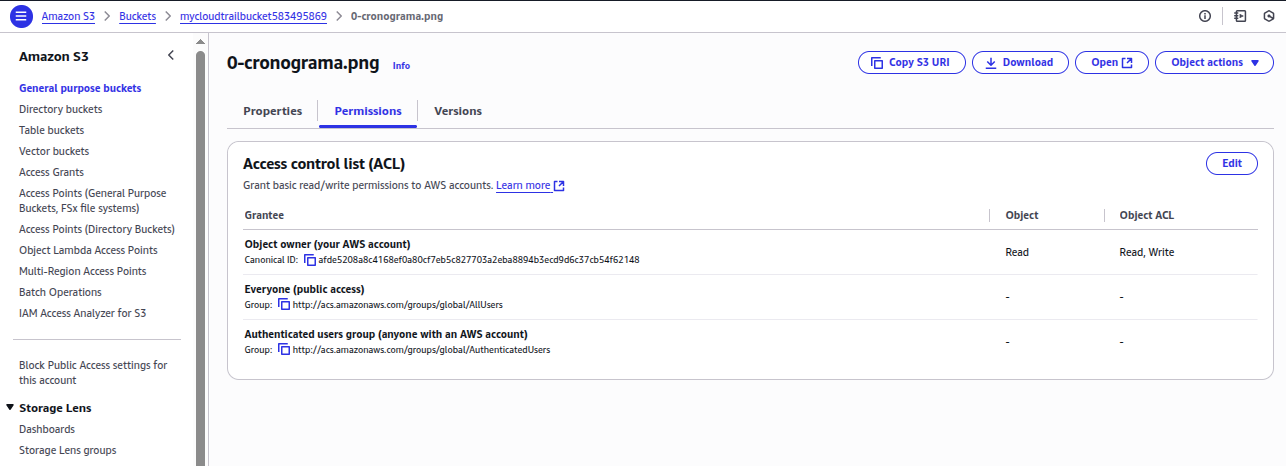 Amazon S3 > Buckets > mycloudtrailbucket583495869 > 0-cronograma.png
Amazon S3
General purpose buckets
Directory buckets
Table buckets
Vector buckets
Access Grants
Access Points (General Purpose
Buckets, FSx file systems)
Access Points (Directory Buckets)
Object Lambda Access Points
Multi-Region Access Points
Batch Operations
IAM Access Analyzer for S3
Block Public Access settings for
this account
Storage Lens
Dashboards
Storage Lens groups
0-cronograma.png Info
Copy S3 URI Download Open Object actions
Properties Permissions Versions
Access control list (ACL) Edit
Grant basic read/write permissions to AWS accounts. Learn more
Grantee Object Object ACL
Object owner (your AWS account)
Canonical ID: afde5208a8c4168ef0a80cf7eb5c827703a2eba8894b3ecd9d6c37cb54f62148
Read Read, Write
Everyone (public access)
Group: http://acs.amazonaws.com/groups/global/AllUsers
- -
Authenticated users group (anyone with an AWS account)
Group: http://acs.amazonaws.com/groups/global/AuthenticatedUsers
- -